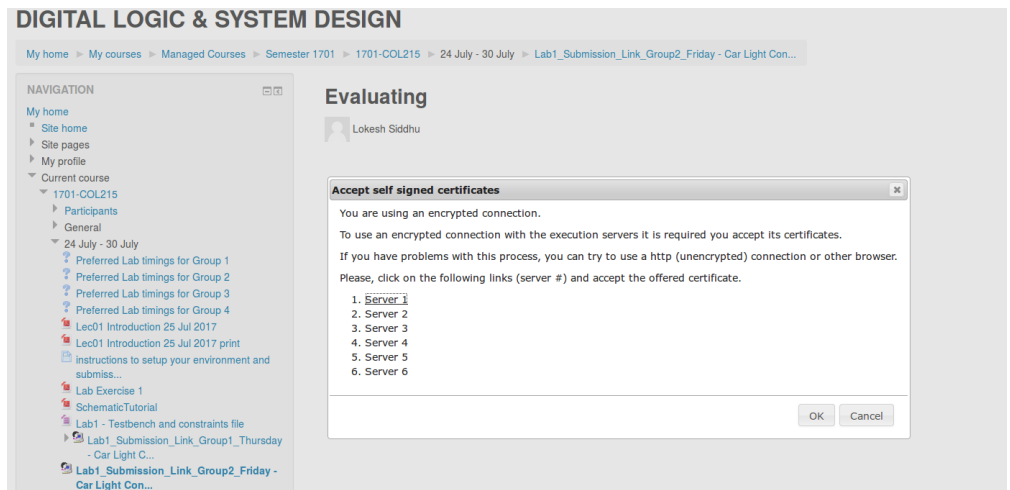 DIGITAL LOGIC & SYSTEM DESIGN
My home ▶ My courses ▶ Managed Courses ▶ Semester 1701 ▶ 1701-COL215 ▶ 24 July - 30 July ▶ Lab1_Submission_Link_Group2_Friday - Car Light Con...
NAVIGATION
My home
Site home
Site pages
My profile
Current course
1701-COL215
Participants
General
24 July - 30 July
Preferred Lab timings for Group 1
Preferred Lab timings for Group 2
Preferred Lab timings for Group 3
Preferred Lab timings for Group 4
Lec01 Introduction 25 Jul 2017
Lec01 Introduction 25 Jul 2017 print
instructions to setup your environment and
submiss...
Lab Exercise 1
SchematicTutorial
Lab1 - Testbench and constraints file
Lab1_Submission_Link_Group1_Thursday
- Car Light C...
Lab1_Submission_Link_Group2_Friday -
Car Light Con...
Evaluating
Lokesh Siddhu
Accept self signed certificates
You are using an encrypted connection.
To use an encrypted connection with the execution servers it is required you accept its certificates.
If you have problems with this process, you can try to use a http (unencrypted) connection or other browser.
Please, click on the following links (server #) and accept the offered certificate.
1. Server 1
2. Server 2
3. Server 3
4. Server 4
5. Server 5
6. Server 6
OK Cancel